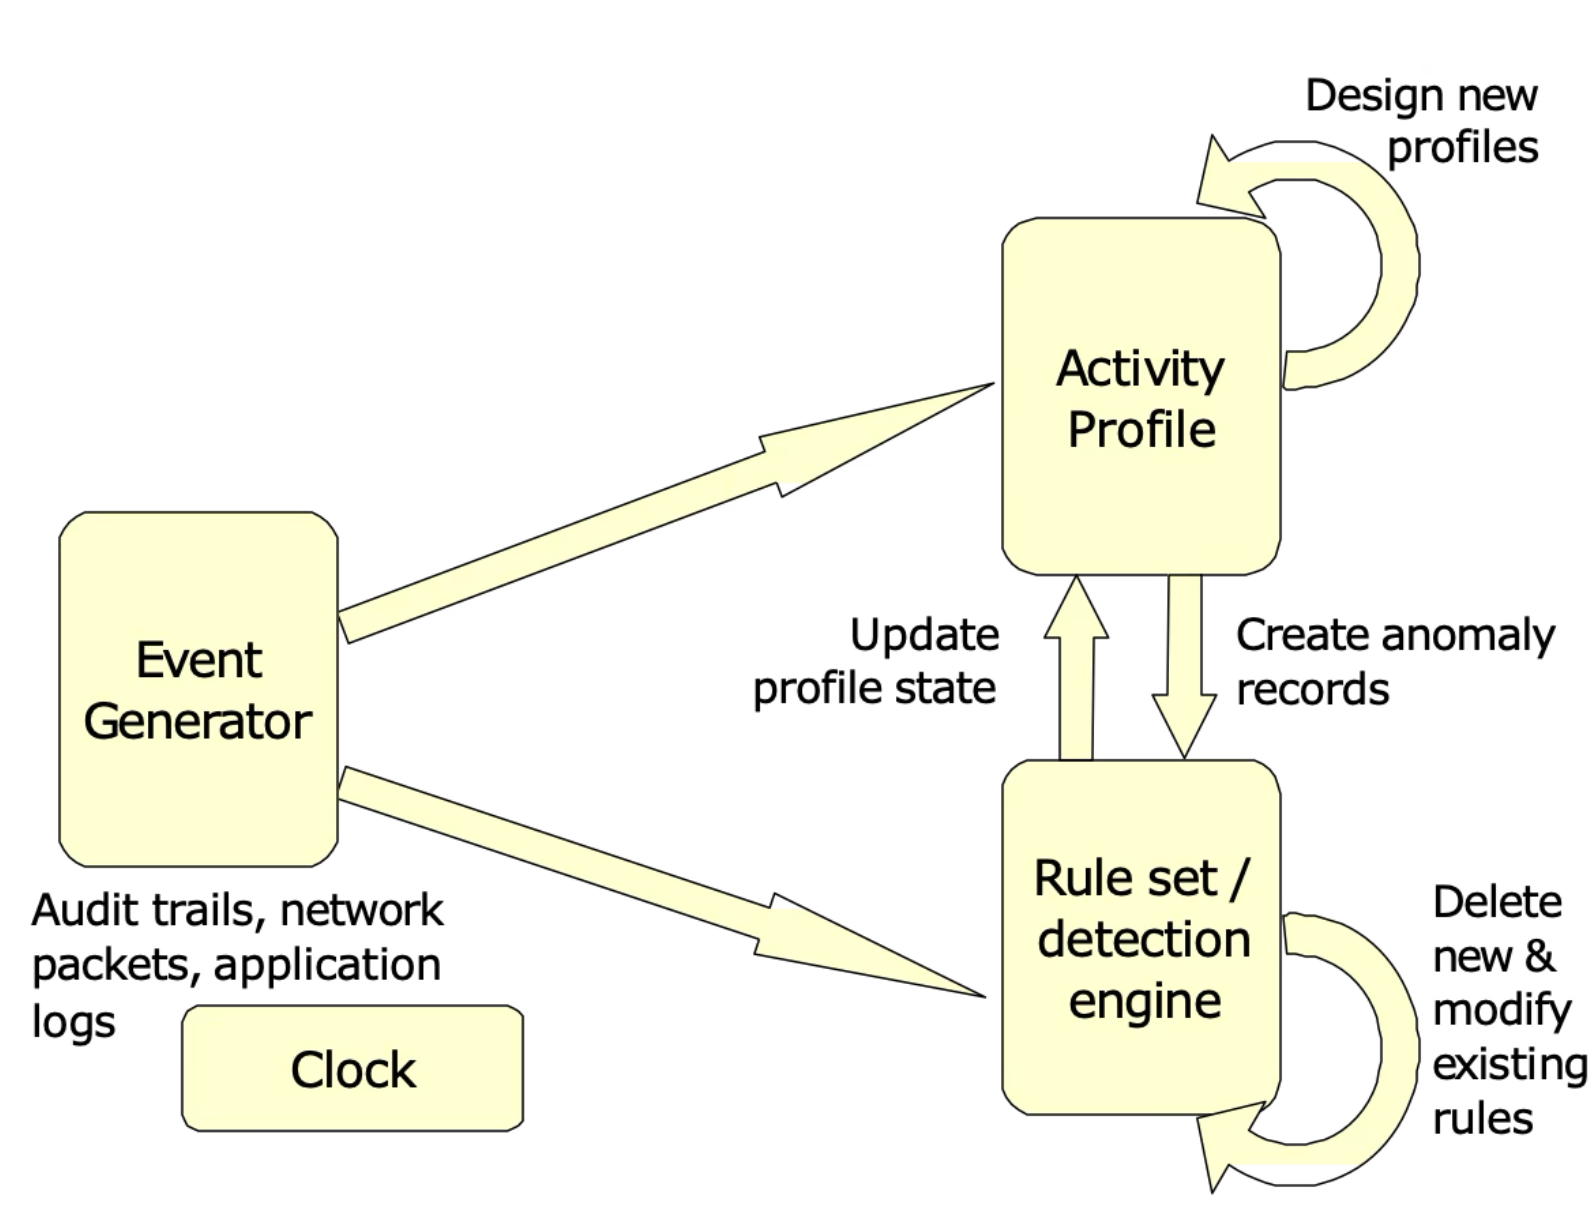 Design new
profiles
Activity
Profile
Event
Generator
Update
profile state
Create anomaly
records
Audit trails, network
packets, application
logs
Clock
Rule set /
detection
engine
Delete
new &
modify
existing
rules